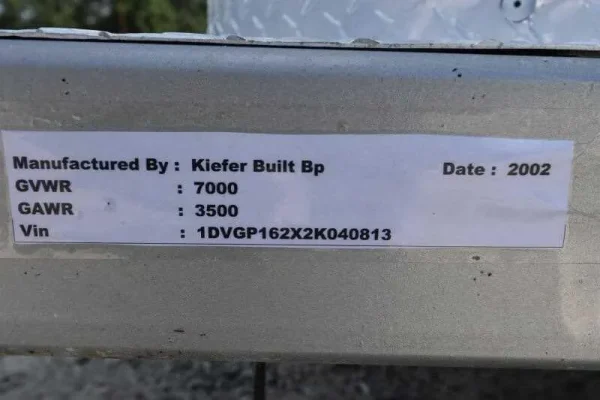 Manufactured By : Kiefer Built Bp Date : 2002
GVWR : 7000
GAWR : 3500
Vin : 1DVGP162X2K040813